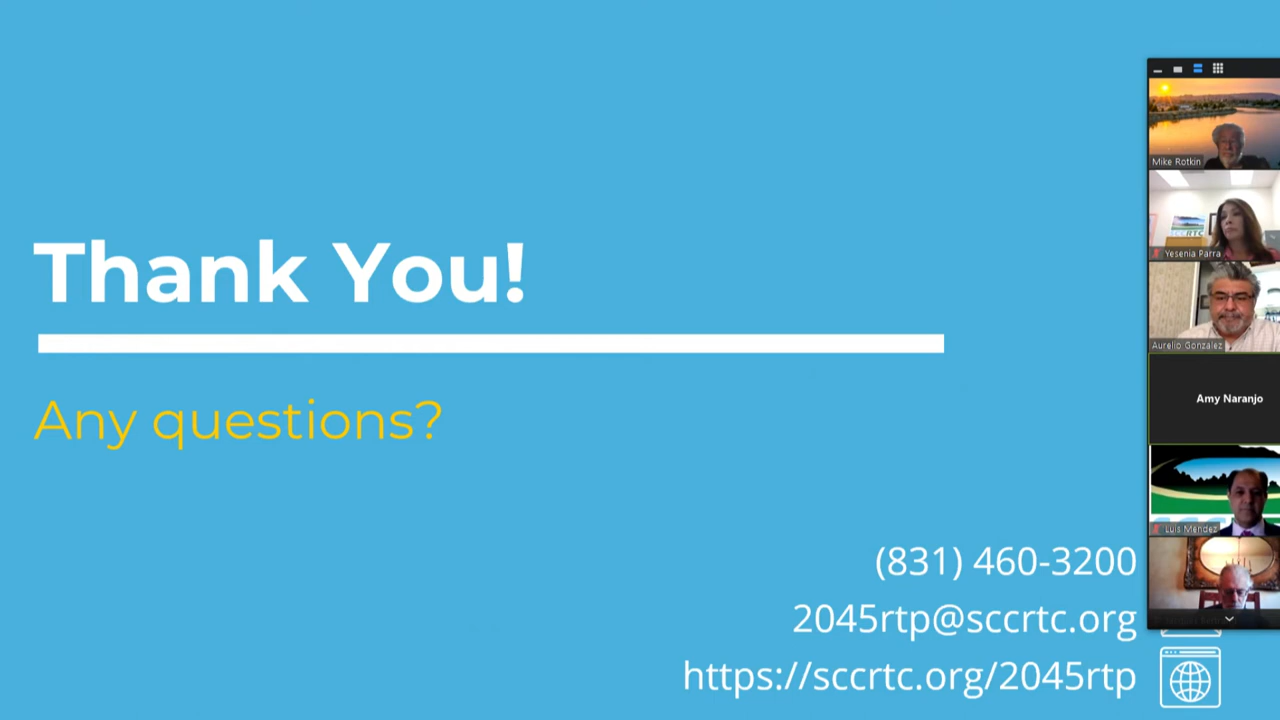 Thank You!
Any questions?
(831) 460-3200
2045rtp@sccrtc.org
https://sccrtc.org/2045rtp
Mike Rotkin
SCCRTC
Yesenia Parra
Aurelio Gonzalez
Amy Naranjo
Luis Mendez